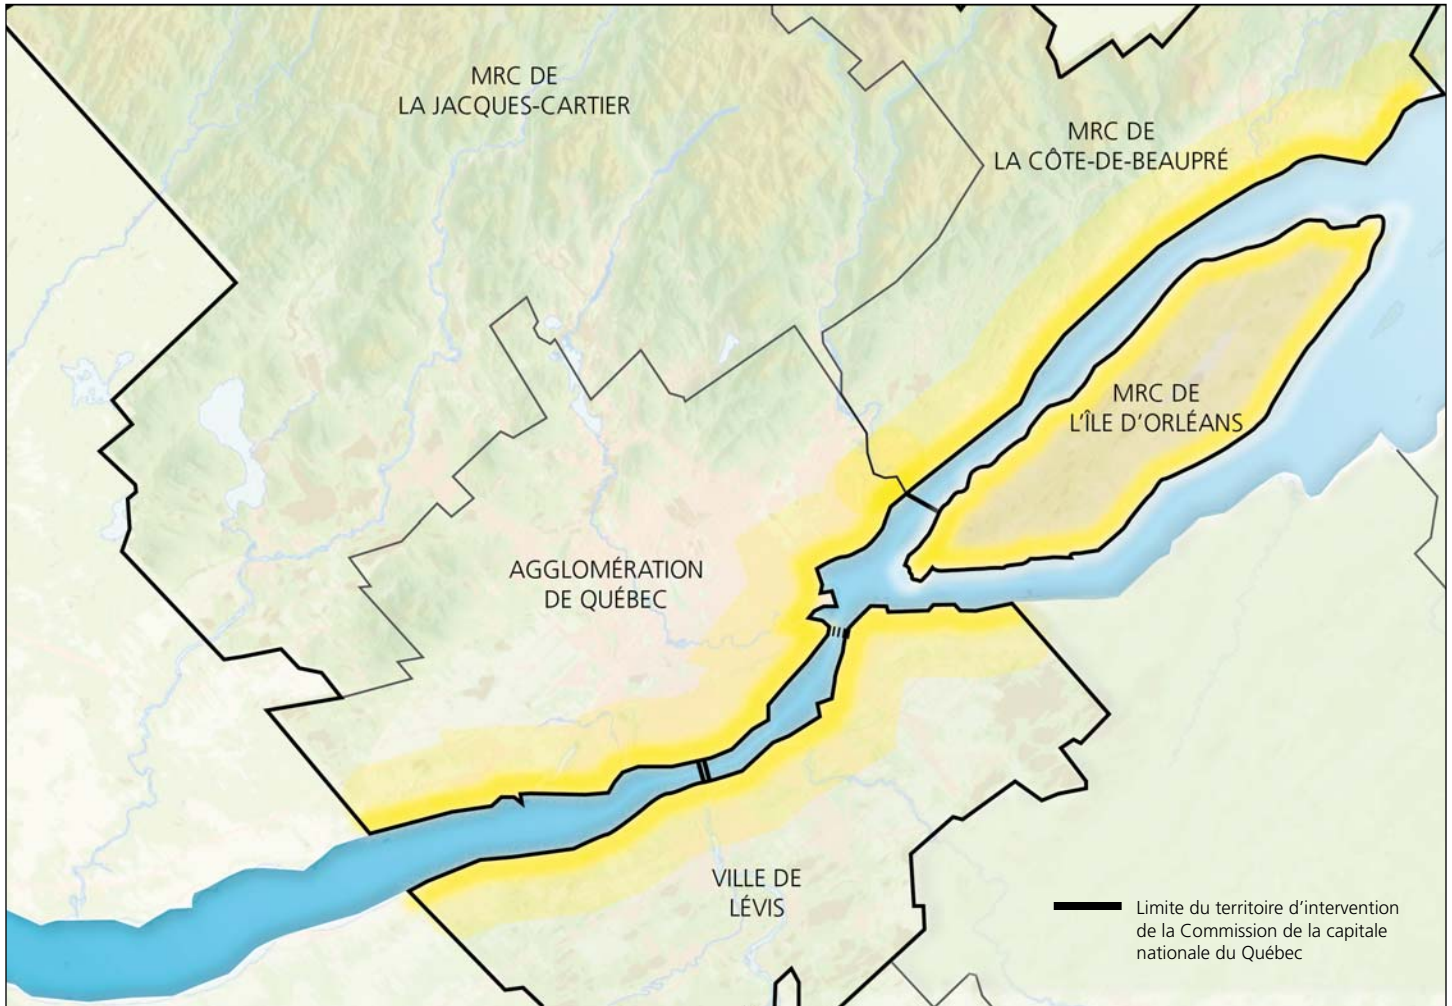 MRC DE
LA JACQUES-CARTIER
MRC DE
LA CÔTE-DE-BEAUPRÉ
MRC DE
L'ÎLE D'ORLÉANS
AGGLOMÉRATION
DE QUÉBEC
VILLE DE
LÉVIS
Limite du territoire d'intervention
de la Commission de la capitale
nationale du Québec